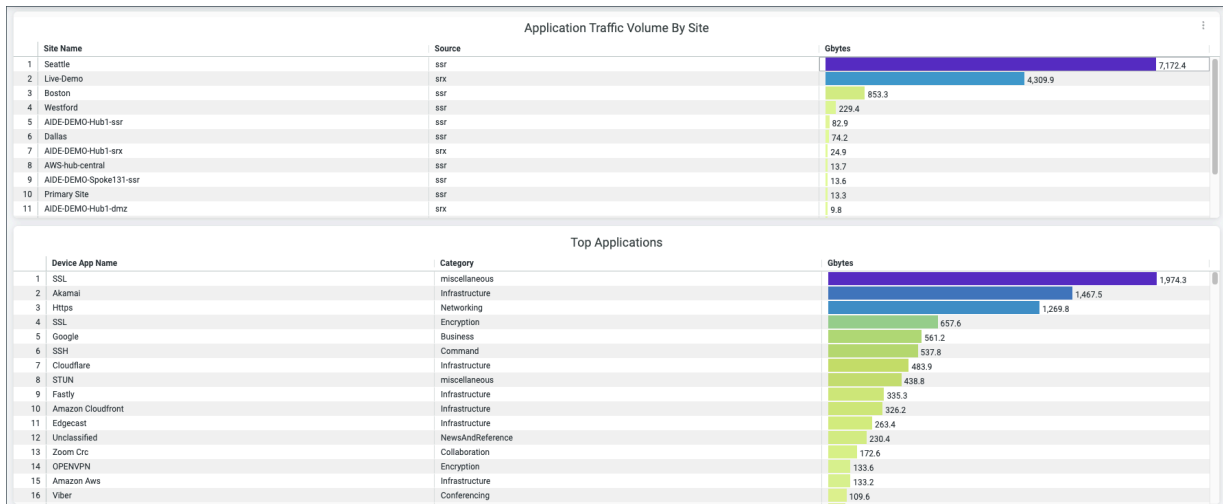 Application Traffic Volume By Site
Site Name Source Gbytes
1 Seattle ssr 7,172.4
2 Live-Demo srx 4,309.9
3 Boston ssr 853.3
4 Westford ssr 229.4
5 AIDE-DEMO-Hub1-ssr ssr 82.9
6 Dallas ssr 74.2
7 AIDE-DEMO-Hub1-srx srx 24.9
8 AWS-hub-central ssr 13.7
9 AIDE-DEMO-Spoke131-ssr ssr 13.6
10 Primary Site ssr 13.3
11 AIDE-DEMO-Hub1-dmz srx 9.8
Top Applications
Device App Name Category Gbytes
1 SSL miscellaneous 1,974.3
2 Akamai Infrastructure 1,467.5
3 Https Networking 1,269.8
4 SSL Encryption 657.6
5 Google Business 561.2
6 SSH Command 537.8
7 Cloudflare Infrastructure 483.9
8 STUN miscellaneous 438.8
9 Fastly Infrastructure 335.3
10 Amazon Cloudfront Infrastructure 326.2
11 Edgecast Infrastructure 263.4
12 Unclassified NewsAndReference 230.4
13 Zoom Crc Collaboration 172.6
14 OPENVPN Encryption 133.6
15 Amazon Aws Infrastructure 133.2
16 Viber Conferencing 109.6